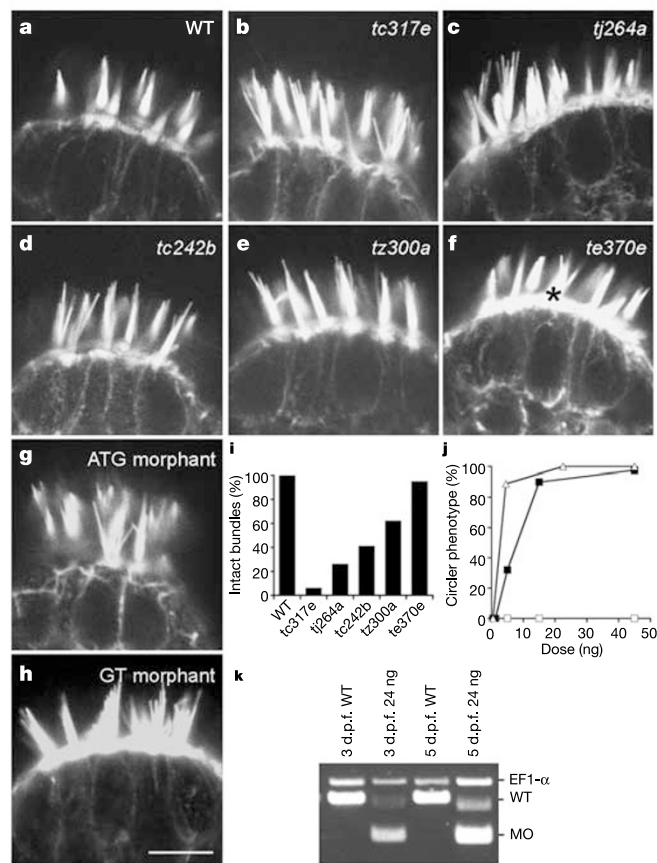 a WT
b tc317e
c tj264a
d tc242b
e tz300a
f te370e
*
g ATG morphant
h GT morphant
i
Intact bundles (%)
100
80
60
40
20
0
WT
tc317e
tj264a
tc242b
tz300a
te370e
j
Circler phenotype (%)
100
80
60
40
20
0
0 10 20 30 40 50
Dose (ng)
k
3 d.p.f. WT
3 d.p.f. 24 ng
5 d.p.f. WT
5 d.p.f. 24 ng
EF1-α
WT
MO